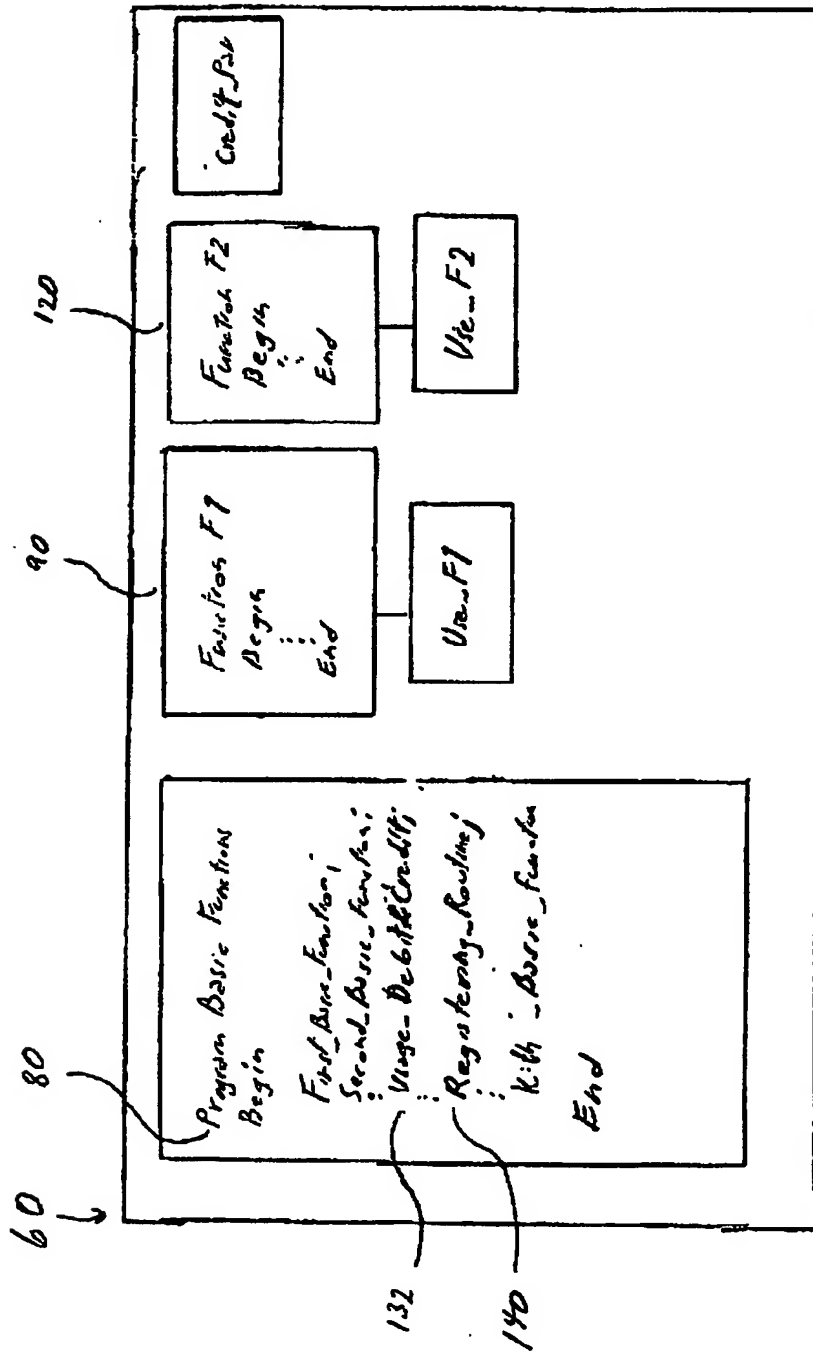 60
80
Program Basic Functions
Begin
First_Basic_Function;
Second_Basic_Function;
:
Usage_Debit&Credit;
:
Registering_Routine;
:
K:th_Basic_Function
End
132
140
90
Function F1
Begin
:
End
Use_F1
120
Function F2
Begin
:
End
Use_F2